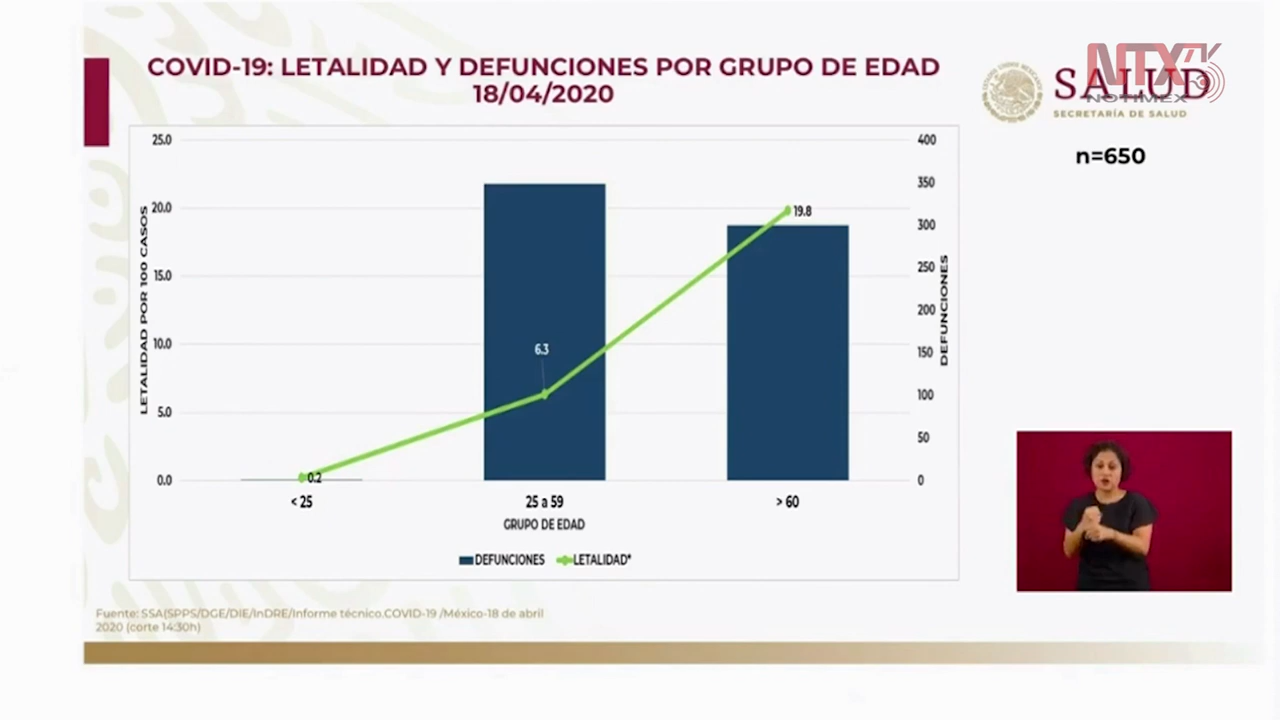 COVID-19: LETALIDAD Y DEFUNCIONES POR GRUPO DE EDAD
18/04/2020
NTX
NOTIMEX
SALUD
SECRETARÍA DE SALUD
n=650
LETALIDAD POR 100 CASOS
25.0
20.0
15.0
10.0
5.0
0.0
400
350
300
250
200
150
100
50
0
DEFUNCIONES
0.2
6.3
19.8
< 25
25 a 59
> 60
GRUPO DE EDAD
DEFUNCIONES
LETALIDAD*
Fuente: SSA(SPPS/DGE/DIE/InDRE/Informe técnico.COVID-19 /México-18 de abril
2020 (corte 14:30h)